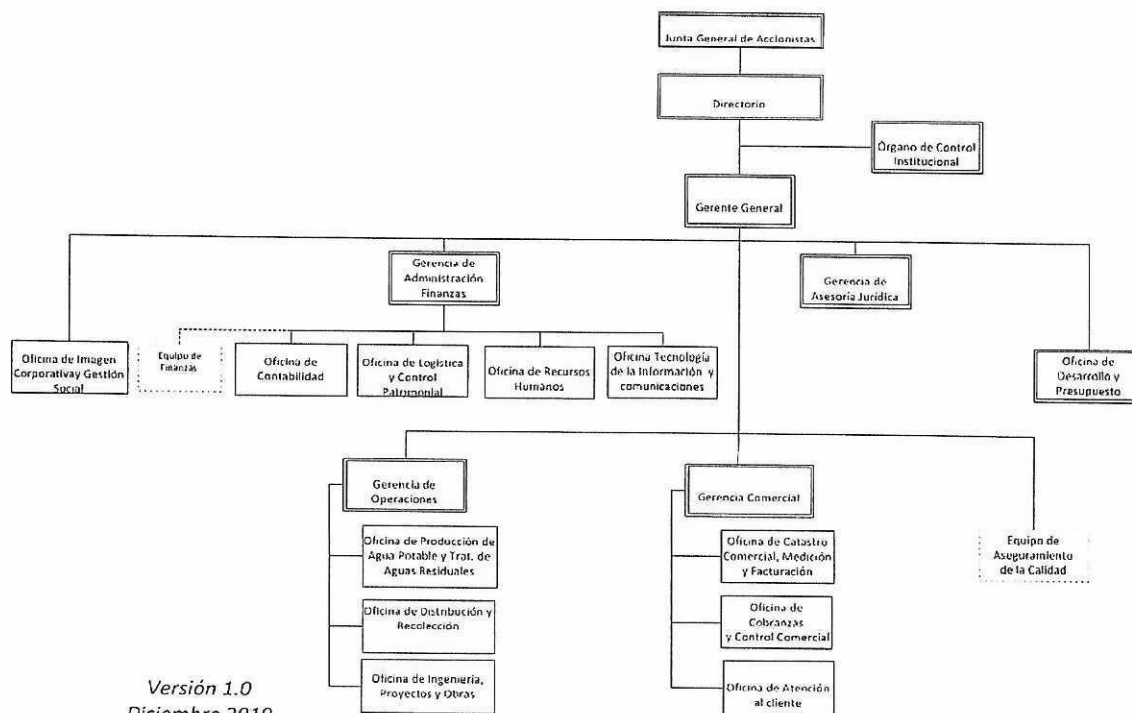 Junta General de Accionistas
Directorio
Órgano de Control
Institucional
Gerente General
Gerencia de
Administración
Finanzas
Gerencia de
Asesoría Jurídica
Oficina de Imagen
Corporativa y Gestión
Social
Equipo de
Finanzas
Oficina de
Contabilidad
Oficina de Logística
y Control
Patrimonial
Oficina de Recursos
Humanos
Oficina Tecnología
de la Información y
comunicaciones
Oficina de
Desarrollo y
Presupuesto
Gerencia de
Operaciones
Gerencia Comercial
Oficina de Producción de
Agua Potable y Trat. de
Aguas Residuales
Oficina de Catastro
Comercial, Medición
y Facturación
Equipo de
Aseguramiento
de la Calidad
Oficina de Distribución y
Recolección
Oficina de
Cobranzas
y Control Comercial
Oficina de Ingeniería,
Proyectos y Obras
Oficina de Atención
al cliente
Versión 1.0
Diciembre 2019